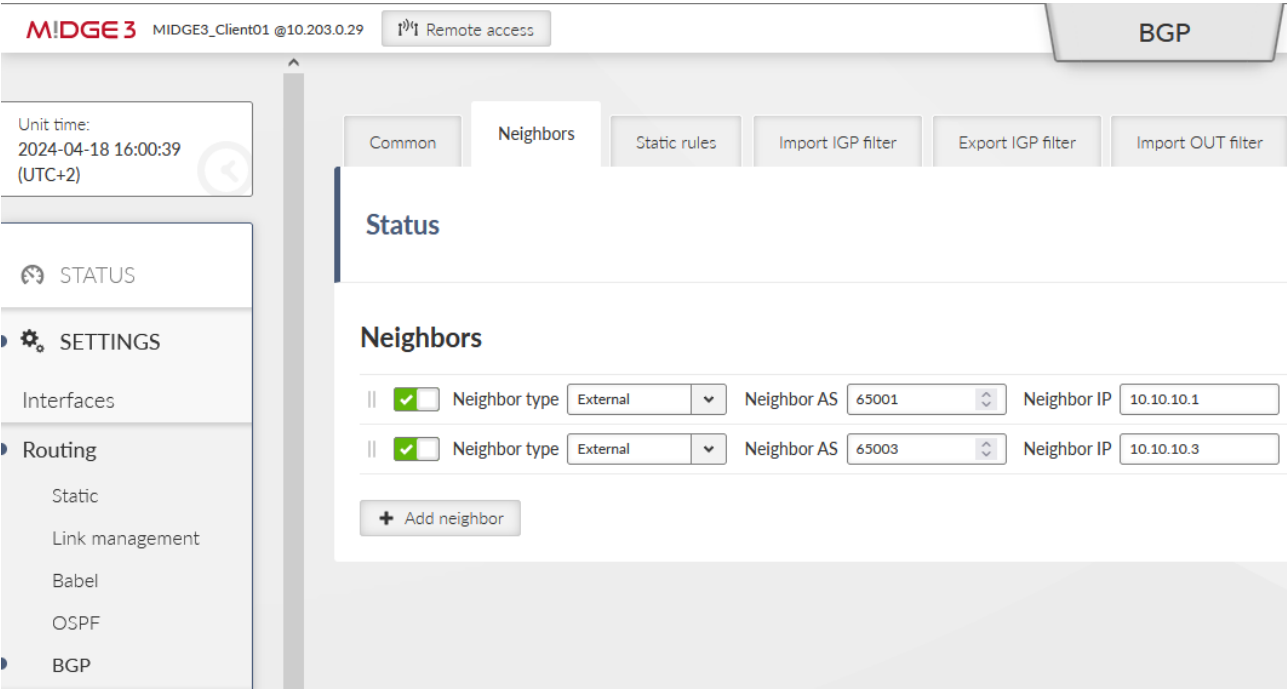 M!DGE 3 MIDGE3_Client01 @10.203.0.29 Remote access BGP
Unit time:
2024-04-18 16:00:39
(UTC+2)
Common Neighbors Static rules Import IGP filter Export IGP filter Import OUT filter
Status
STATUS
SETTINGS
Interfaces
Routing
Static
Link management
Babel
OSPF
BGP
Neighbors
Neighbor type External Neighbor AS 65001 Neighbor IP 10.10.10.1
Neighbor type External Neighbor AS 65003 Neighbor IP 10.10.10.3
Add neighbor